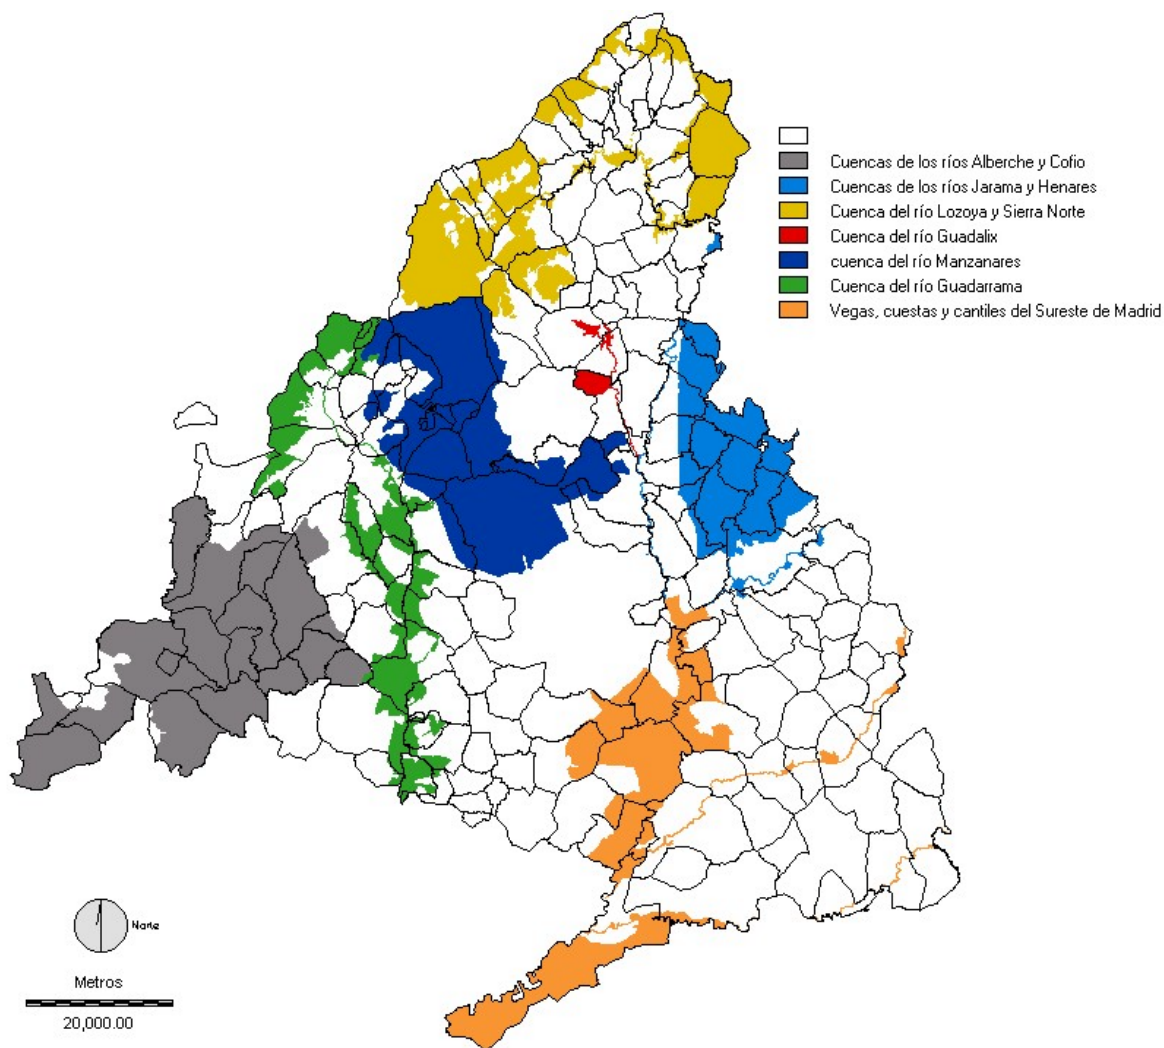 Cuencas de los ríos Alberche y Cofio
Cuencas de los ríos Jarama y Henares
Cuenca del río Lozoya y Sierra Norte
Cuenca del río Guadalix
cuenca del río Manzanares
Cuenca del río Guadarrama
Vegas, cuestas y cantiles del Sureste de Madrid
Norte
Metros
20,000.00